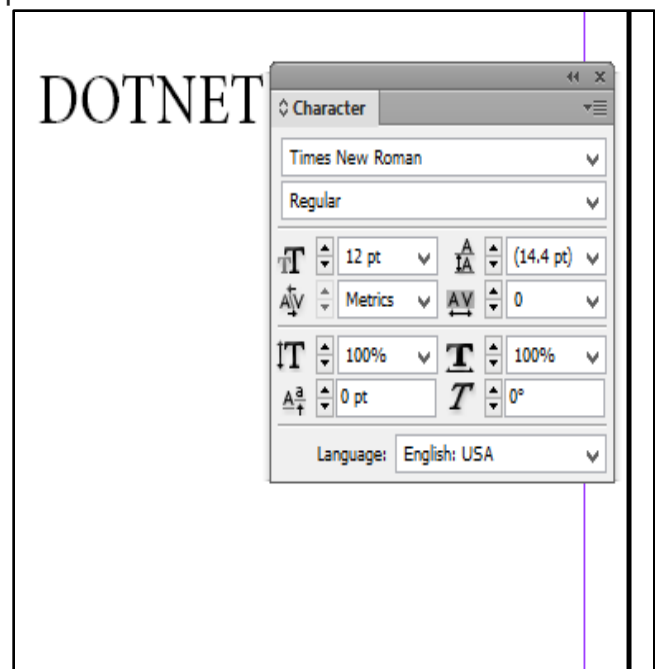 DOTNET
Character
Times New Roman
Regular
12 pt (14.4 pt)
Metrics 0
100% 100%
0 pt 0°
Language: English: USA